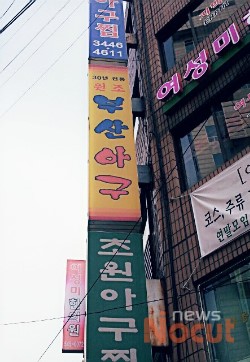 아구찜
3446
4611
30년 전통
원조
부산아구
초원아구찜
여성미
코스, 주류
연말모임
news
Nocut